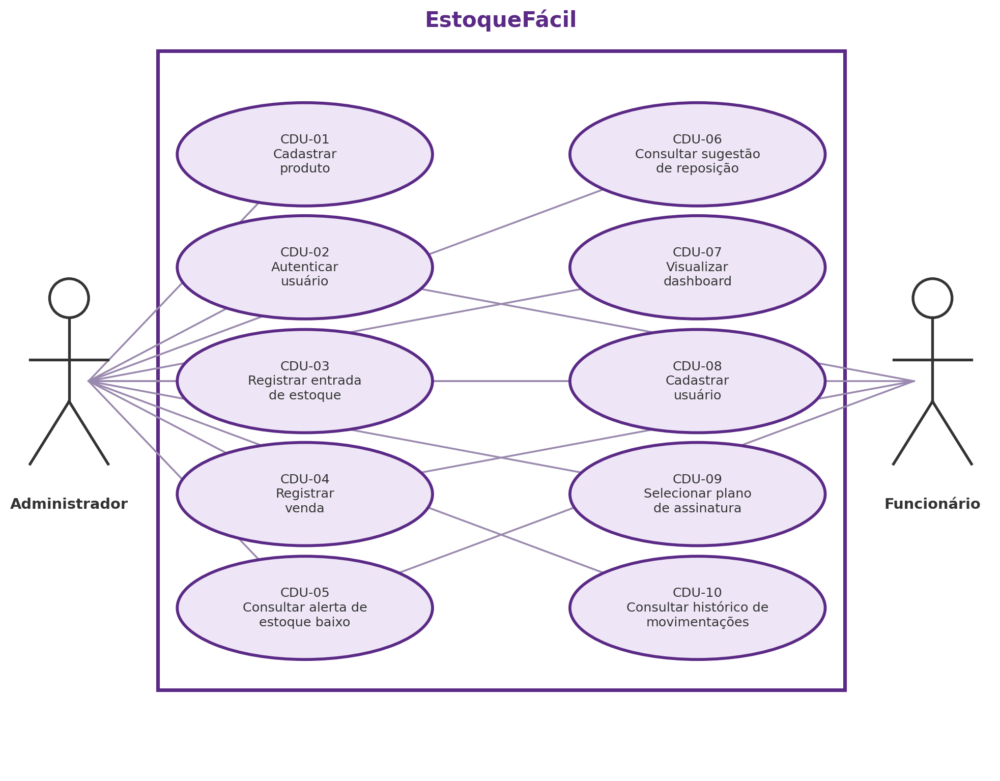 EstoqueFácil
CDU-01
Cadastrar
produto
CDU-02
Autenticar
usuário
CDU-03
Registrar entrada
de estoque
CDU-04
Registrar
venda
CDU-05
Consultar alerta de
estoque baixo
CDU-06
Consultar sugestão
de reposição
CDU-07
Visualizar
dashboard
CDU-08
Cadastrar
usuário
CDU-09
Selecionar plano
de assinatura
CDU-10
Consultar histórico de
movimentações
Administrador
Funcionário